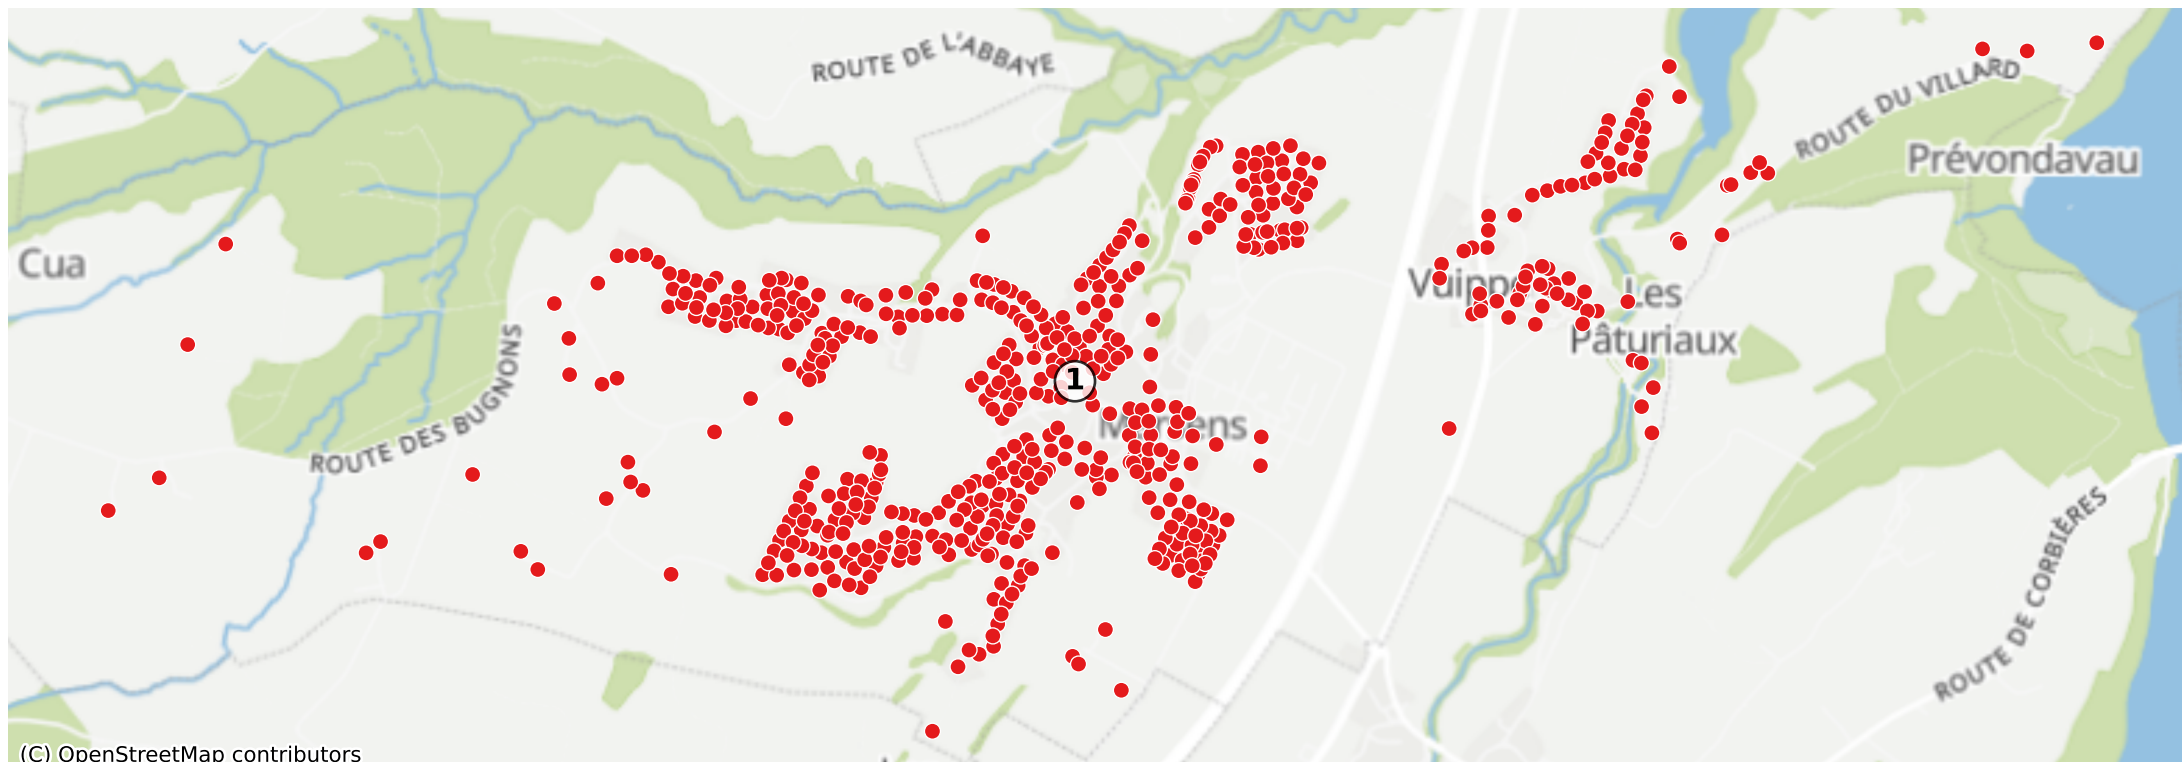 ROUTE DE L'ABBAYE
ROUTE DU VILLARD
Prévondavau
Cua
Les
Pâturiaux
ROUTE DES BUGNONS
1
ROUTE DE CORBIÈRES
(C) OpenStreetMap contributors